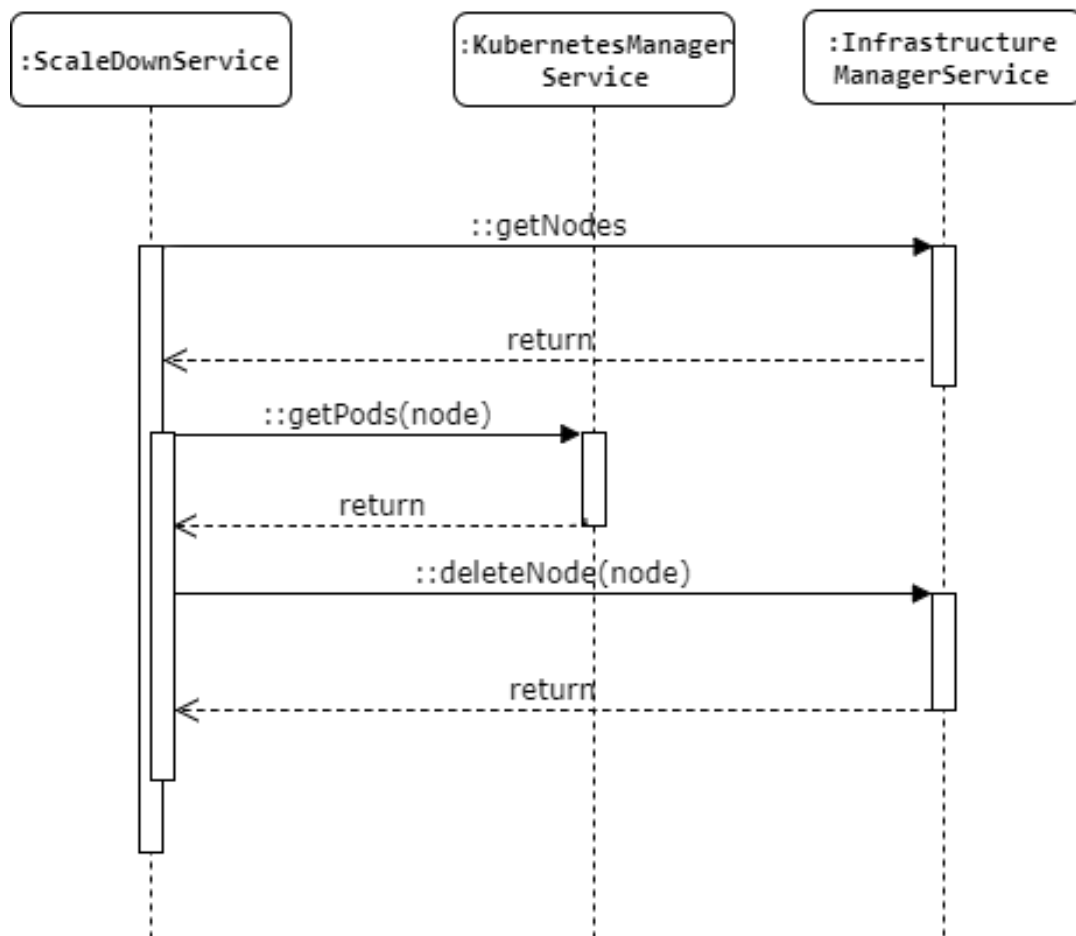 :ScaleDownService
:KubernetesManager
Service
:Infrastructure
ManagerService
::getNodes
return
::getPods(node)
return
::deleteNode(node)
return